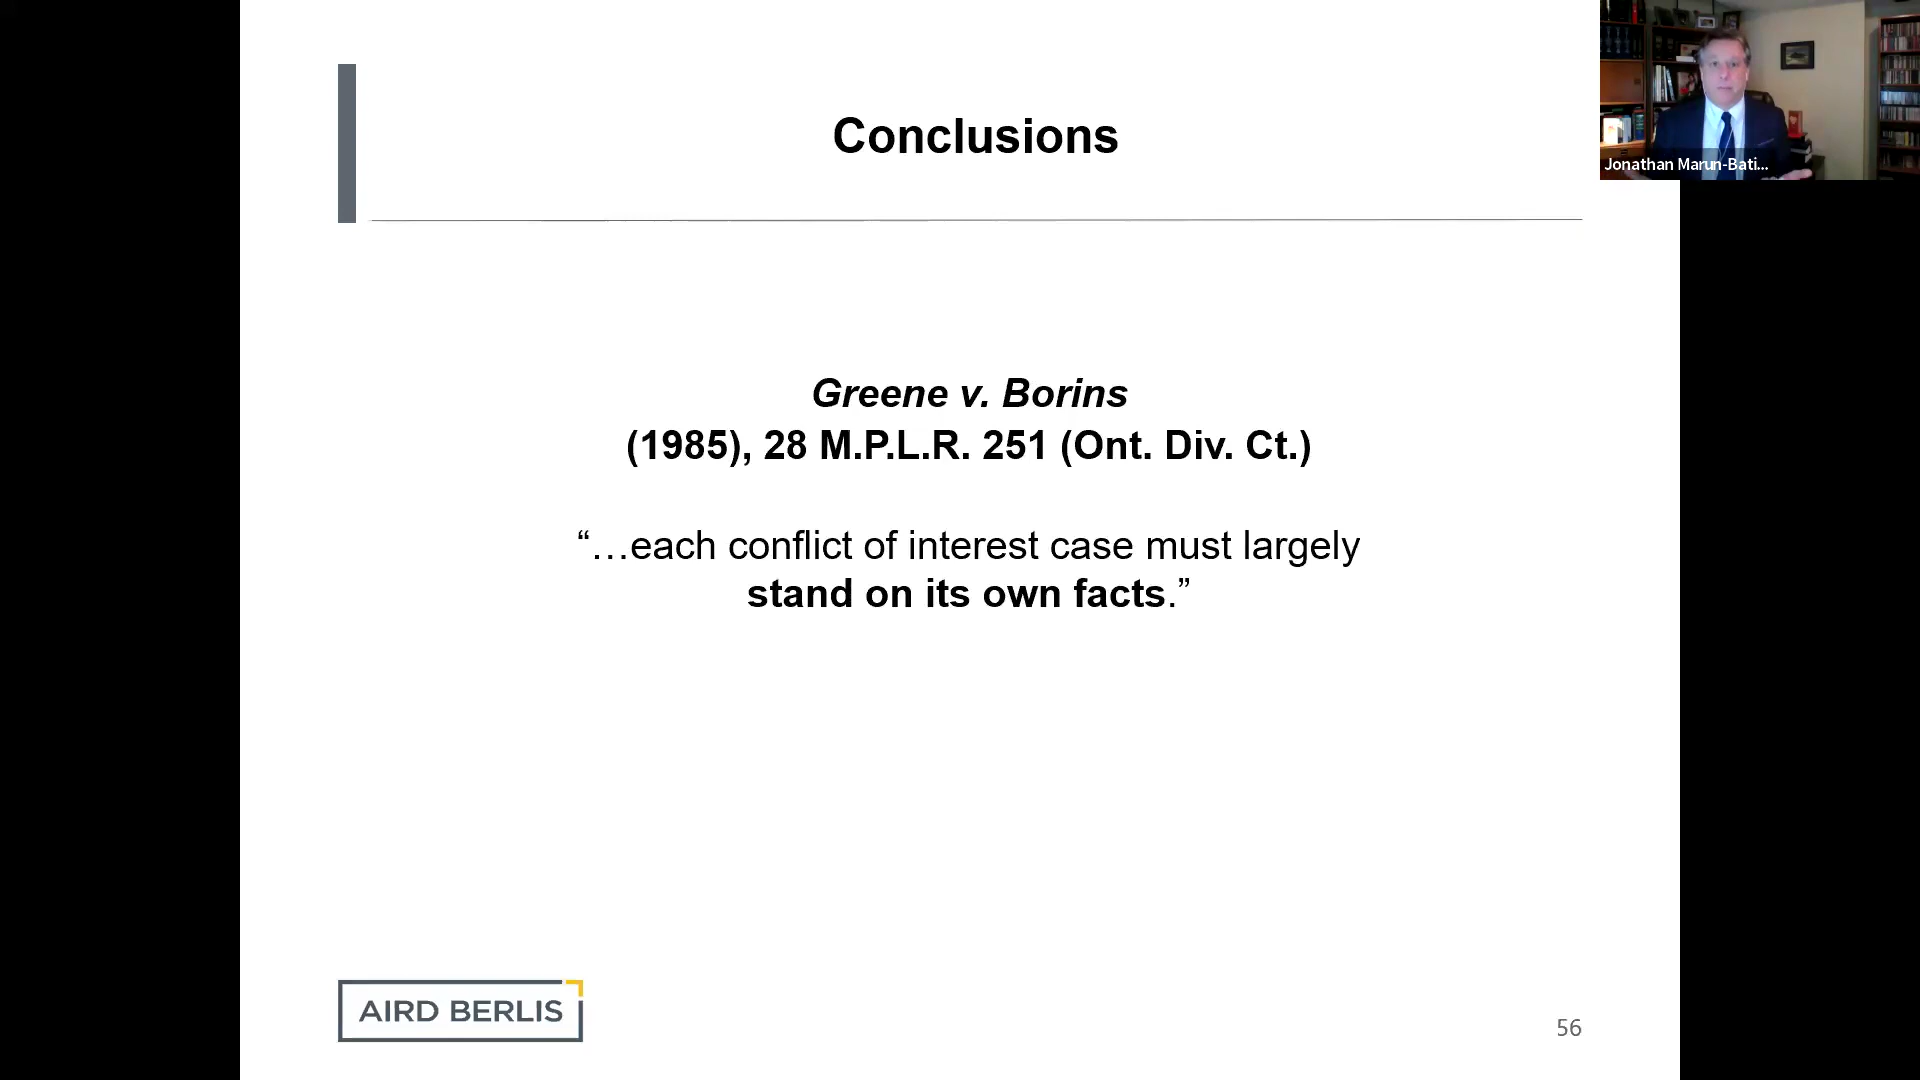 Conclusions
Jonathan Marun-Bati...
Greene v. Borins
(1985), 28 M.P.L.R. 251 (Ont. Div. Ct.)
“…each conflict of interest case must largely
stand on its own facts.”
AIRD BERLIS
56